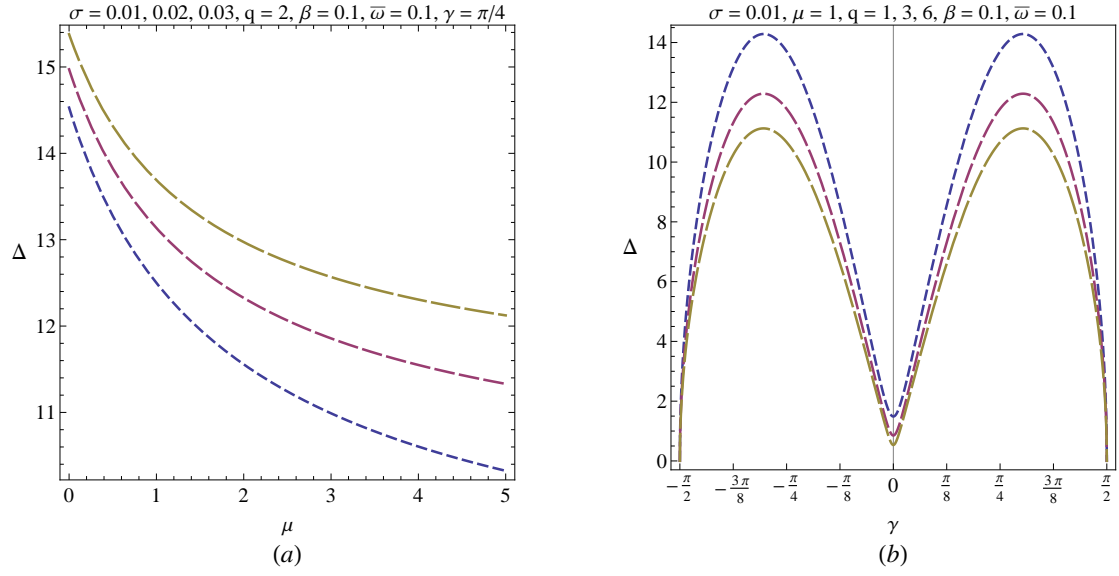 σ = 0.01, 0.02, 0.03, q = 2, β = 0.1, ω̅ = 0.1, γ = π/4
15
14
13
12
11
Δ
0 1 2 3 4 5
μ
(a)
σ = 0.01, μ = 1, q = 1, 3, 6, β = 0.1, ω̅ = 0.1
14
12
10
8
6
4
2
0
Δ
-π/2 -3π/8 -π/4 -π/8 0 π/8 π/4 3π/8 π/2
γ
(b)